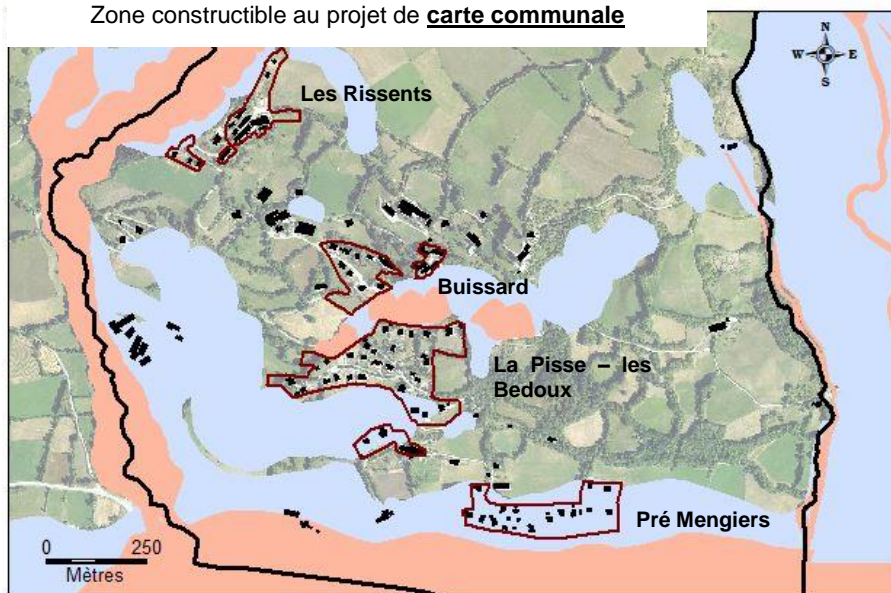 Zone constructible au projet de carte communale
N
W E
S
Les Rissents
Buissard
La Pisse – les
Bedoux
Pré Mengiers
0 250
Mètres